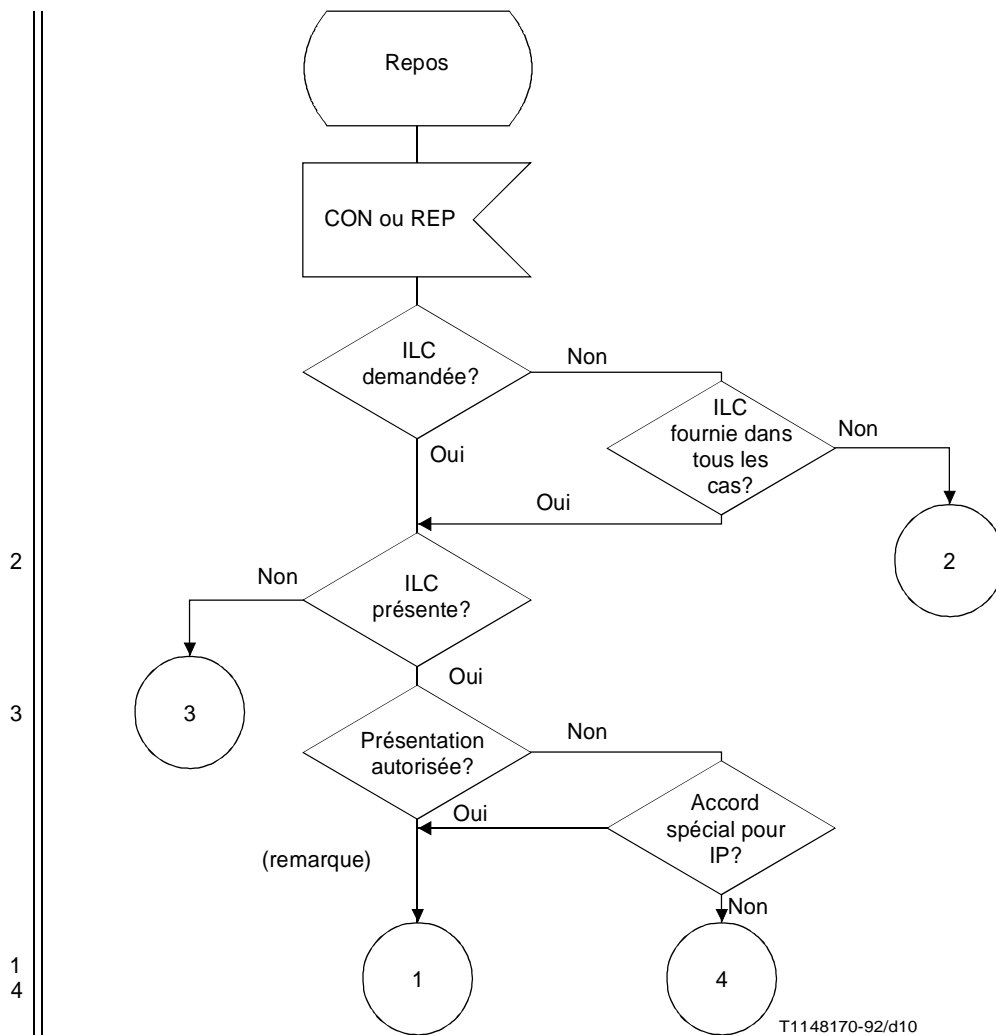 Repos
CON ou REP
ILC
demandée?
Non
ILC
fournie dans
tous les
cas?
Non
Oui
Oui
2
2
Non
ILC
présente?
Oui
3
3
Présentation
autorisée?
Non
Oui
Accord
spécial pour
IP?
(remarque)
Non
1
4
1
4
T1148170-92/d10